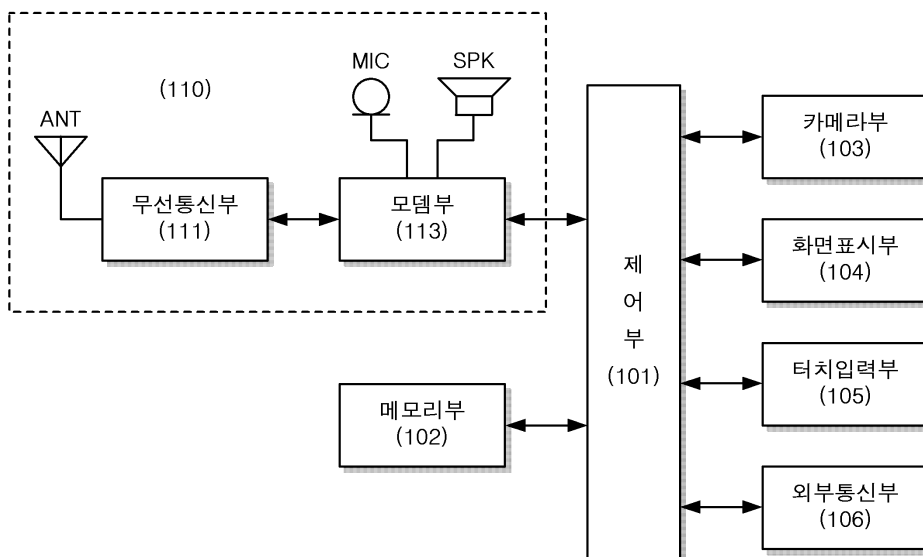 (110)
MIC
SPK
ANT
무선통신부
(111)
모뎀부
(113)
제
어
부
(101)
메모리부
(102)
카메라부
(103)
화면표시부
(104)
터치입력부
(105)
외부통신부
(106)